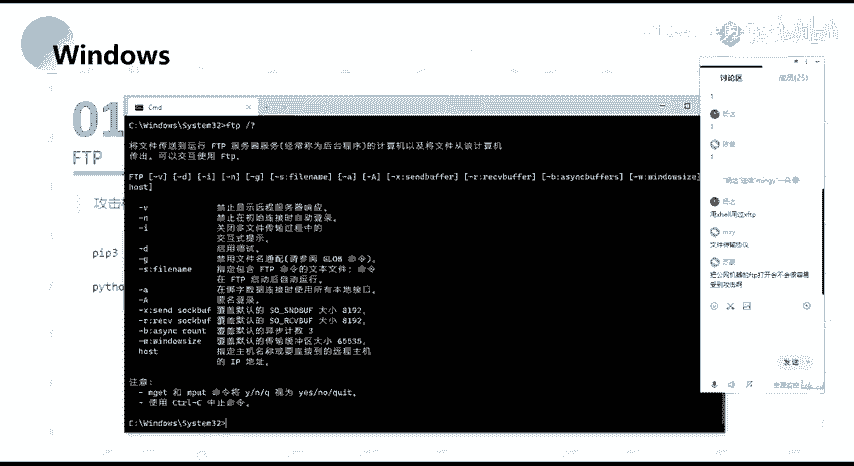 Windows
01
FTP
攻击
pip3
python
Cmd
C:\Windows\System32>ftp /?
将文件传送到运行 FTP 服务器服务(经常称为后台程序)的计算机以及将文件从该计算机
传出。可以交互使用 Ftp。
FTP [-v] [-d] [-i] [-n] [-g] [-s:filename] [-a] [-A] [-x:sendbuffer] [-r:recvbuffer] [-b:asyncbuffers] [-w:windowsize]
host]
-v 禁止显示远程服务器响应。
-n 禁止在初始连接时自动登录。
-i 关闭多文件传输过程中的
交互式提示。
-d 启用调试。
-g 禁用文件名通配(请参阅 GLOB 命令)。
-s:filename 指定包含 FTP 命令的文本文件; 命令
在 FTP 启动后自动运行。
-a 在绑字数据连接时使用所有本地接口。
-A 匿名登录。
-x:send sockbuf 覆盖默认的 SO_SNDBUF 大小 8192。
-r:recv sockbuf 覆盖默认的 SO_RCVBUF 大小 8192。
-b:async count 覆盖默认的异步计数 3
-w:windowsize 覆盖默认的传输缓冲区大小 65535。
host 指定主机名称或要连接到的远程主机
的 IP 地址。
注意:
- mget 和 mput 命令将 y/n/q 视为 yes/no/quit。
- 使用 Ctrl-C 中止命令。
C:\Windows\System32>
讨论区
成员(25)
1
1
1
用xshell用过xftp
文件传输协议
把公网机器的ftp打开会不会很容易
受到攻击啊
发送